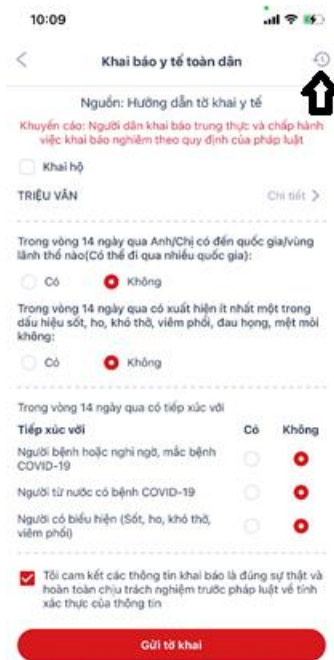 10:09
Khai báo y tế toàn dân
Nguồn: Hướng dẫn tờ khai y tế
Khuyến cáo: Người dân khai báo trung thực và chấp hành
việc khai báo nghiêm theo quy định của pháp luật
Khai hộ
TRIỆU VÂN
Chi tiết
Trong vòng 14 ngày qua Anh/Chị có đến quốc gia/vùng
lãnh thổ nào(Có thể đi qua nhiều quốc gia):
Có
Không
Trong vòng 14 ngày qua có xuất hiện ít nhất một trong
dấu hiệu sốt, ho, khó thở, viêm phổi, đau họng, mệt mỏi
không:
Có
Không
Trong vòng 14 ngày qua có tiếp xúc với
Tiếp xúc với Có Không
Người bệnh hoặc nghi ngờ, mắc bệnh
COVID-19
Người từ nước có bệnh COVID-19
Người có biểu hiện (Sốt, ho, khó thở,
viêm phổi)
Tôi cam kết các thông tin khai báo là đúng sự thật và
hoàn toàn chịu trách nghiệm trước pháp luật về tính
xác thực của thông tin
Gửi tờ khai